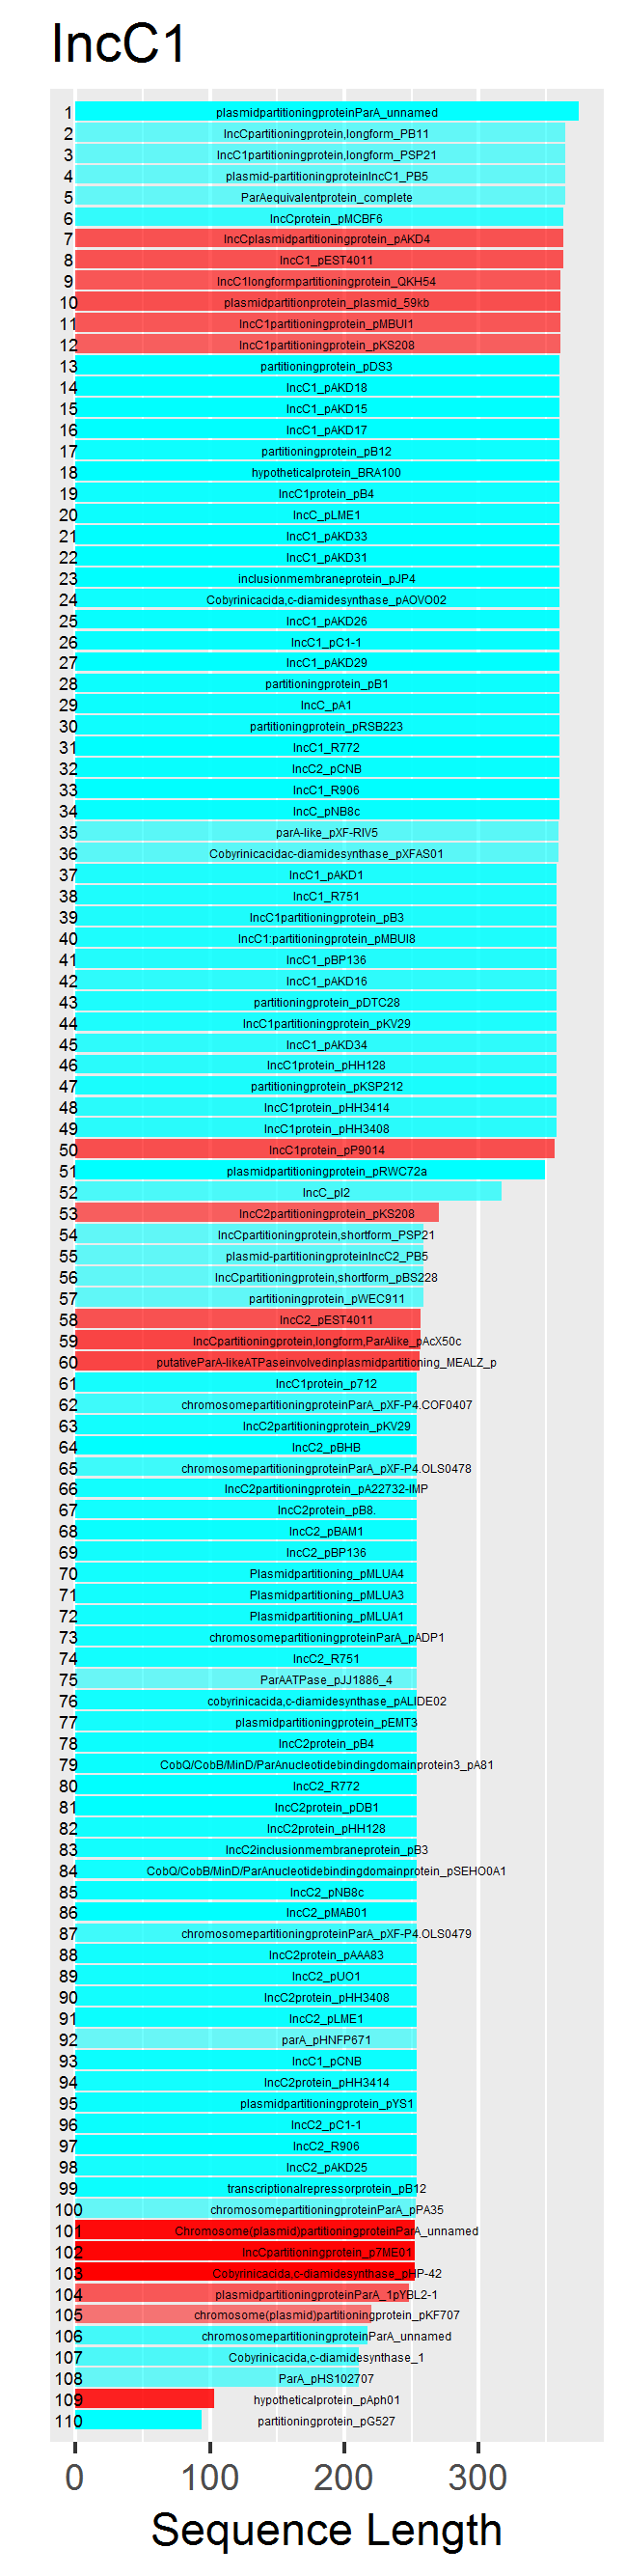 IncC1
1 plasmidpartitioningproteinParA_unnamed
2 IncCpartitioningprotein,longform_PB11
3 IncC1partitioningprotein,longform_PSP21
4 plasmid-partitioningproteinIncC1_PB5
5 ParAequivalentprotein_complete
6 IncCprotein_pMCBF6
7 IncCplasmidpartitioningprotein_pAKD4
8 IncC1_pEST4011
9 IncC1longformpartitioningprotein_QKH54
10 plasmidpartitionprotein_plasmid_59kb
11 IncC1partitioningprotein_pMBUI1
12 IncC1partitioningprotein_pKS208
13 partitioningprotein_pDS3
14 IncC1_pAKD18
15 IncC1_pAKD15
16 IncC1_pAKD17
17 partitioningprotein_pB12
18 hypotheticalprotein_BRA100
19 IncC1protein_pB4
20 IncC_pLME1
21 IncC1_pAKD33
22 IncC1_pAKD31
23 inclusionmembraneprotein_pJP4
24 Cobyrinicacida,c-diamidesynthase_pAOVO02
25 IncC1_pAKD26
26 IncC1_pC1-1
27 IncC1_pAKD29
28 partitioningprotein_pB1
29 IncC_pA1
30 partitioningprotein_pRSB223
31 IncC1_R772
32 IncC2_pCNB
33 IncC1_R906
34 IncC_pNB8c
35 parA-like_pXF-RIV5
36 Cobyrinicacidac-diamidesynthase_pXFAS01
37 IncC1_pAKD1
38 IncC1_R751
39 IncC1partitioningprotein_pB3
40 IncC1:partitioningprotein_pMBUI8
41 IncC1_pBP136
42 IncC1_pAKD16
43 partitioningprotein_pDTC28
44 IncC1partitioningprotein_pKV29
45 IncC1_pAKD34
46 IncC1protein_pHH128
47 partitioningprotein_pKSP212
48 IncC1protein_pHH3414
49 IncC1protein_pHH3408
50 IncC1protein_pP9014
51 plasmidpartitioningprotein_pRWC72a
52 IncC_pI2
53 IncC2partitioningprotein_pKS208
54 IncCpartitioningprotein,shortform_PSP21
55 plasmid-partitioningproteinIncC2_PB5
56 IncCpartitioningprotein,shortform_pBS228
57 partitioningprotein_pWEC911
58 IncC2_pEST4011
59 IncCpartitioningprotein,longform,ParAlike_pAcX50c
60 putativeParA-likeATPaseinvolvedinplasmidpartitioning_MEALZ_p
61 IncC1protein_p712
62 chromosomepartitioningproteinParA_pXF-P4.COF0407
63 IncC2partitioningprotein_pKV29
64 IncC2_pBHB
65 chromosomepartitioningproteinParA_pXF-P4.OLS0478
66 IncC2partitioningprotein_pA22732-IMP
67 IncC2protein_pB8.
68 IncC2_pBAM1
69 IncC2_pBP136
70 Plasmidpartitioning_pMLUA4
71 Plasmidpartitioning_pMLUA3
72 Plasmidpartitioning_pMLUA1
73 chromosomepartitioningproteinParA_pADP1
74 IncC2_R751
75 ParAATPase_pJJ1886_4
76 cobyrinicacida,c-diamidesynthase_pALIDE02
77 plasmidpartitioningprotein_pEMT3
78 IncC2protein_pB4
79 CobQ/CobB/MinD/ParAnucleotidebindingdomainprotein3_pA81
80 IncC2_R772
81 IncC2protein_pDB1
82 IncC2protein_pHH128
83 IncC2inclusionmembraneprotein_pB3
84 CobQ/CobB/MinD/ParAnucleotidebindingdomainprotein_pSEHO0A1
85 IncC2_pNB8c
86 IncC2_pMAB01
87 chromosomepartitioningproteinParA_pXF-P4.OLS0479
88 IncC2protein_pAAA83
89 IncC2_pUO1
90 IncC2protein_pHH3408
91 IncC2_pLME1
92 parA_pHNFP671
93 IncC1_pCNB
94 IncC2protein_pHH3414
95 plasmidpartitioningprotein_pYS1
96 IncC2_pC1-1
97 IncC2_R906
98 IncC2_pAKD25
99 transcriptionalrepressorprotein_pB12
100 chromosomepartitioningproteinParA_pPA35
101 Chromosome(plasmid)partitioningproteinParA_unnamed
102 IncCpartitioningprotein_p7ME01
103 Cobyrinicacida,c-diamidesynthase_pHP-42
104 plasmidpartitioningproteinParA_1pYBL2-1
105 chromosome(plasmid)partitioningprotein_pKF707
106 chromosomepartitioningproteinParA_unnamed
107 Cobyrinicacida,c-diamidesynthase_1
108 ParA_pHS102707
109 hypotheticalprotein_pAph01
110 partitioningprotein_pG527
0 100 200 300
Sequence Length